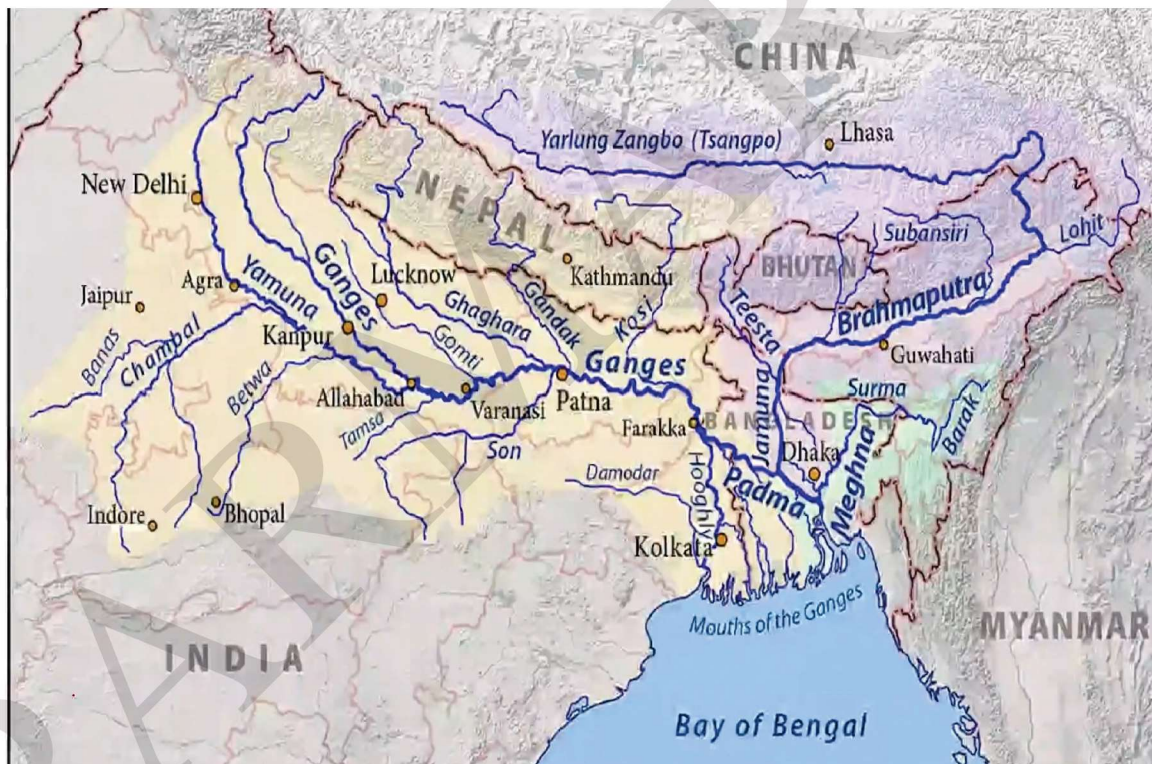 CHINA
Yarlung Zangbo (Tsangpo)
Lhasa
New Delhi
NEPAL
Subansiri
Lohit
BHUTAN
Agra
Yamuna
Ganges
Lucknow
Kathmandu
Jaipur
Ghaghara
Gandak
Kosi
Teesta
Brahmaputra
Banas
Chambal
Kanpur
Gomti
Ganges
Guwahati
Betwa
Allahabad
Varanasi
Patna
Jamuna
Surma
Tamsa
Farakka
BANGLADESH
Barak
Son
Dhaka
Damodar
Hooghly
Padma
Meghna
Indore
Bhopal
Kolkata
Mouths of the Ganges
INDIA
MYANMAR
Bay of Bengal